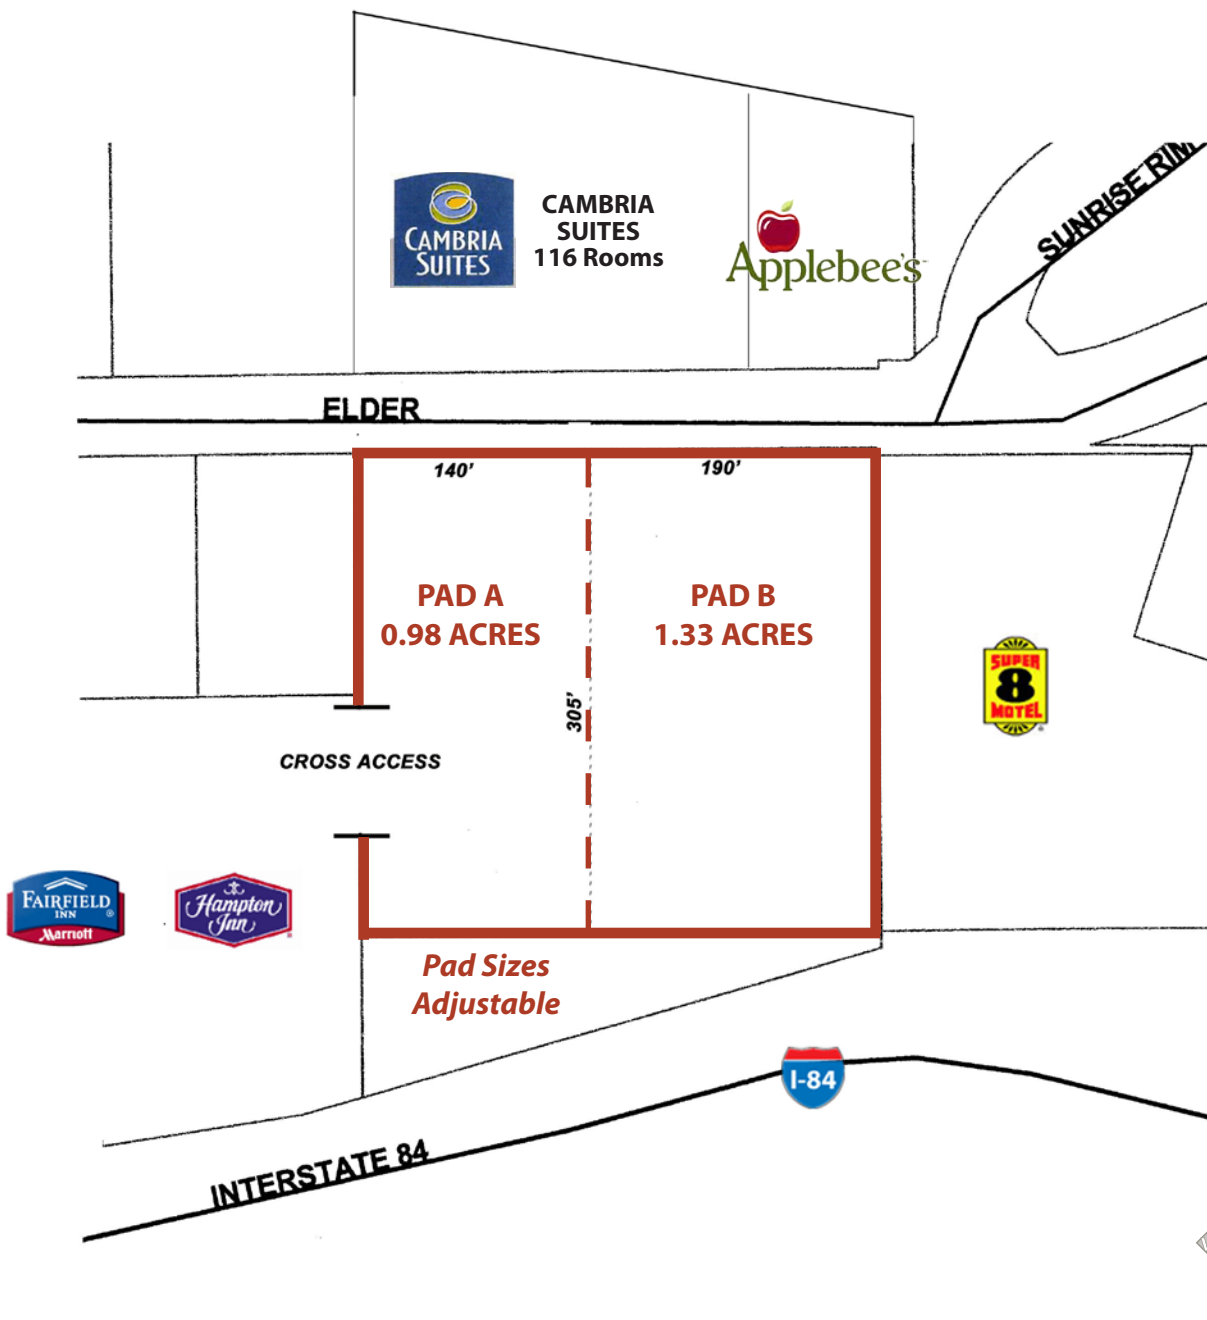 CAMBRIA
SUITES
CAMBRIA
SUITES
116 Rooms
Applebee's
SUNRISE RIM
ELDER
140'
190'
PAD A
0.98 ACRES
PAD B
1.33 ACRES
305'
SUPER
8
MOTEL
CROSS ACCESS
FAIRFIELD
INN
Marriott
Hampton
Inn
Pad Sizes
Adjustable
I-84
INTERSTATE 84